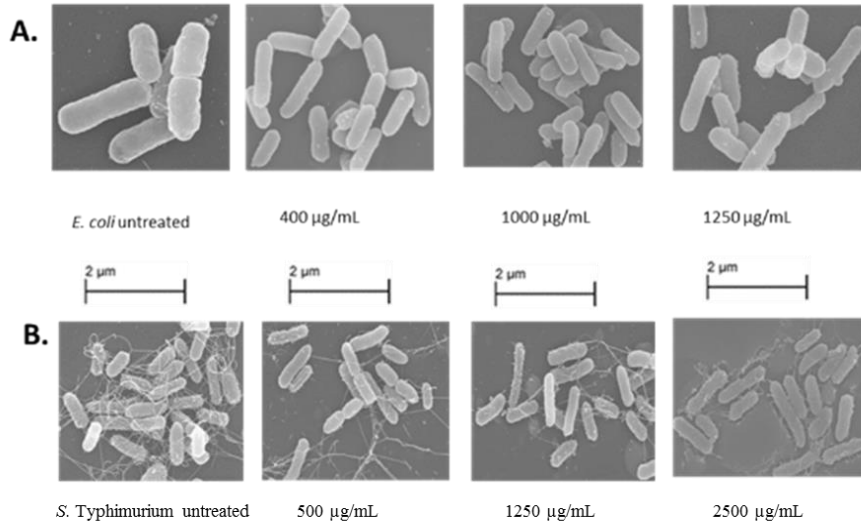 A.
E. coli untreated 400 µg/mL 1000 µg/mL 1250 µg/mL
2 µm 2 µm 2 µm 2 µm
B.
S. Typhimurium untreated 500 µg/mL 1250 µg/mL 2500 µg/mL